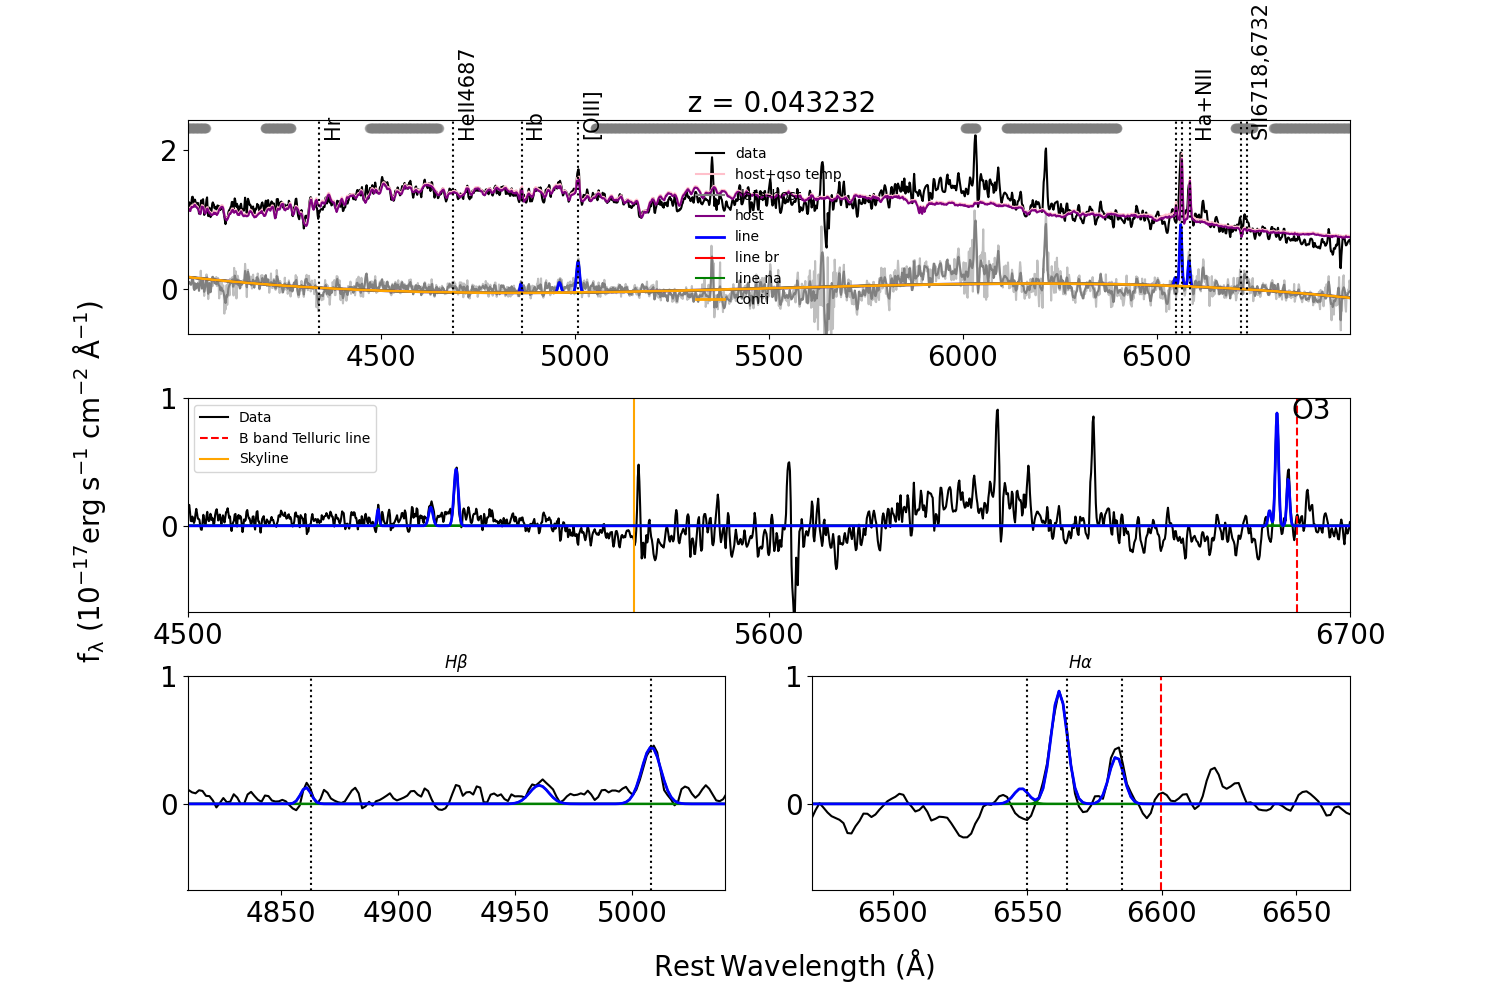 z = 0.043232
Hr
HeII4687
Hb
[OIII]
Ha+NII
SII6718,6732
data
host+qso temp
host
line
line br
line na
conti
2
0
4500
5000
5500
6000
6500
Data
B band Telluric line
Skyline
O3
1
0
4500
5600
6700
Hβ
1
0
4850
4900
4950
5000
Hα
1
0
6500
6550
6600
6650
f_λ (10⁻¹⁷erg s⁻¹ cm⁻² Å⁻¹)
Rest Wavelength (Å)